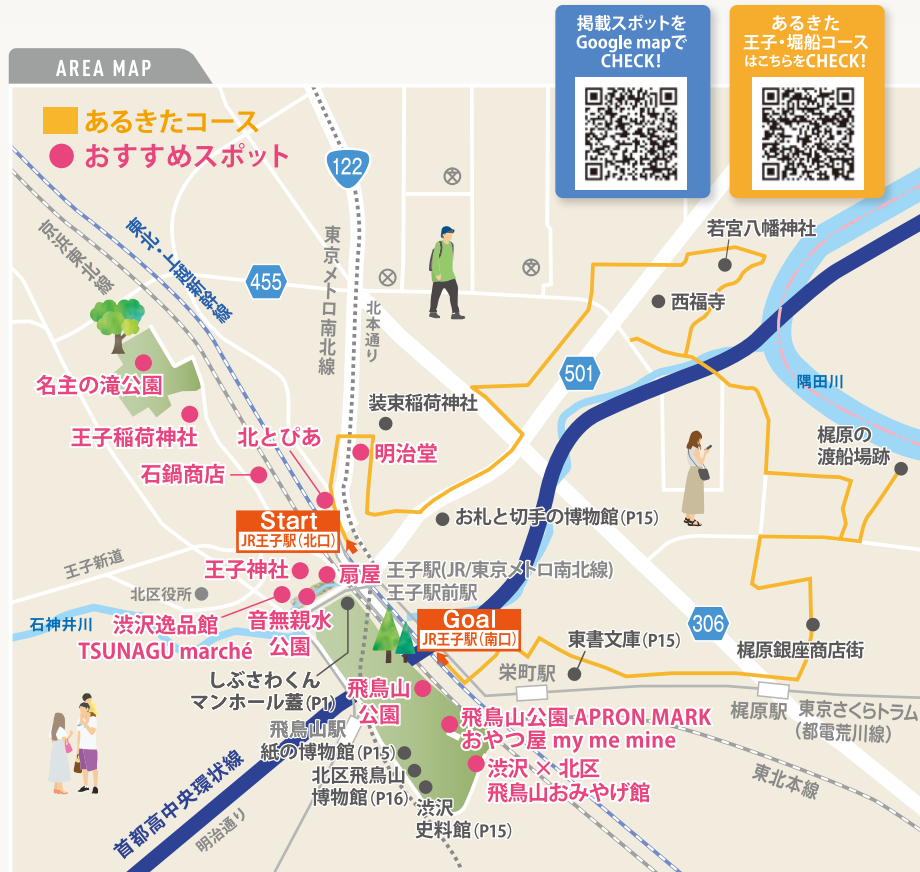 掲載スポットを
Google mapで
CHECK!
あるきた
王子・堀船コース
はこちらをCHECK!
AREA MAP
あるきたコース
おすすめスポット
122
京浜東北線
東北・上越新幹線
455
東京メトロ南北線
北本通り
若宮八幡神社
西福寺
501
隅田川
名主の滝公園
王子稲荷神社
装束稲荷神社
北とぴあ
明治堂
石鍋商店
梶原の
渡船場跡
お札と切手の博物館(P15)
Start
JR王子駅(北口)
王子新道
王子神社
扇屋
王子駅(JR/東京メトロ南北線)
王子駅前駅
北区役所
石神井川
渋沢逸品館
TSUNAGU marché
音無親水
公園
Goal
JR王子駅(南口)
306
東書文庫(P15)
梶原銀座商店街
栄町駅
しぶさわくん
マンホール蓋(P1)
飛鳥山
公園
梶原駅
東京さくらトラム
(都電荒川線)
飛鳥山公園 APRON MARK
おやつ屋 my me mine
飛鳥山駅
紙の博物館(P15)
渋沢 × 北区
飛鳥山おみやげ館
北区飛鳥山
博物館(P16)
東北本線
渋沢
史料館(P15)
首都高中央環状線
明治通り